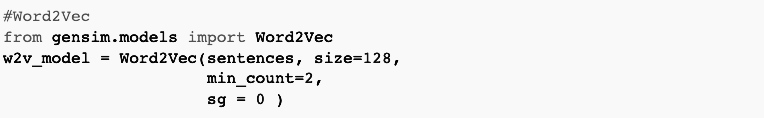 #Word2Vec
from gensim.models import Word2Vec
w2v_model = Word2Vec(sentences, size=128,
                     min_count=2,
                     sg = 0 )